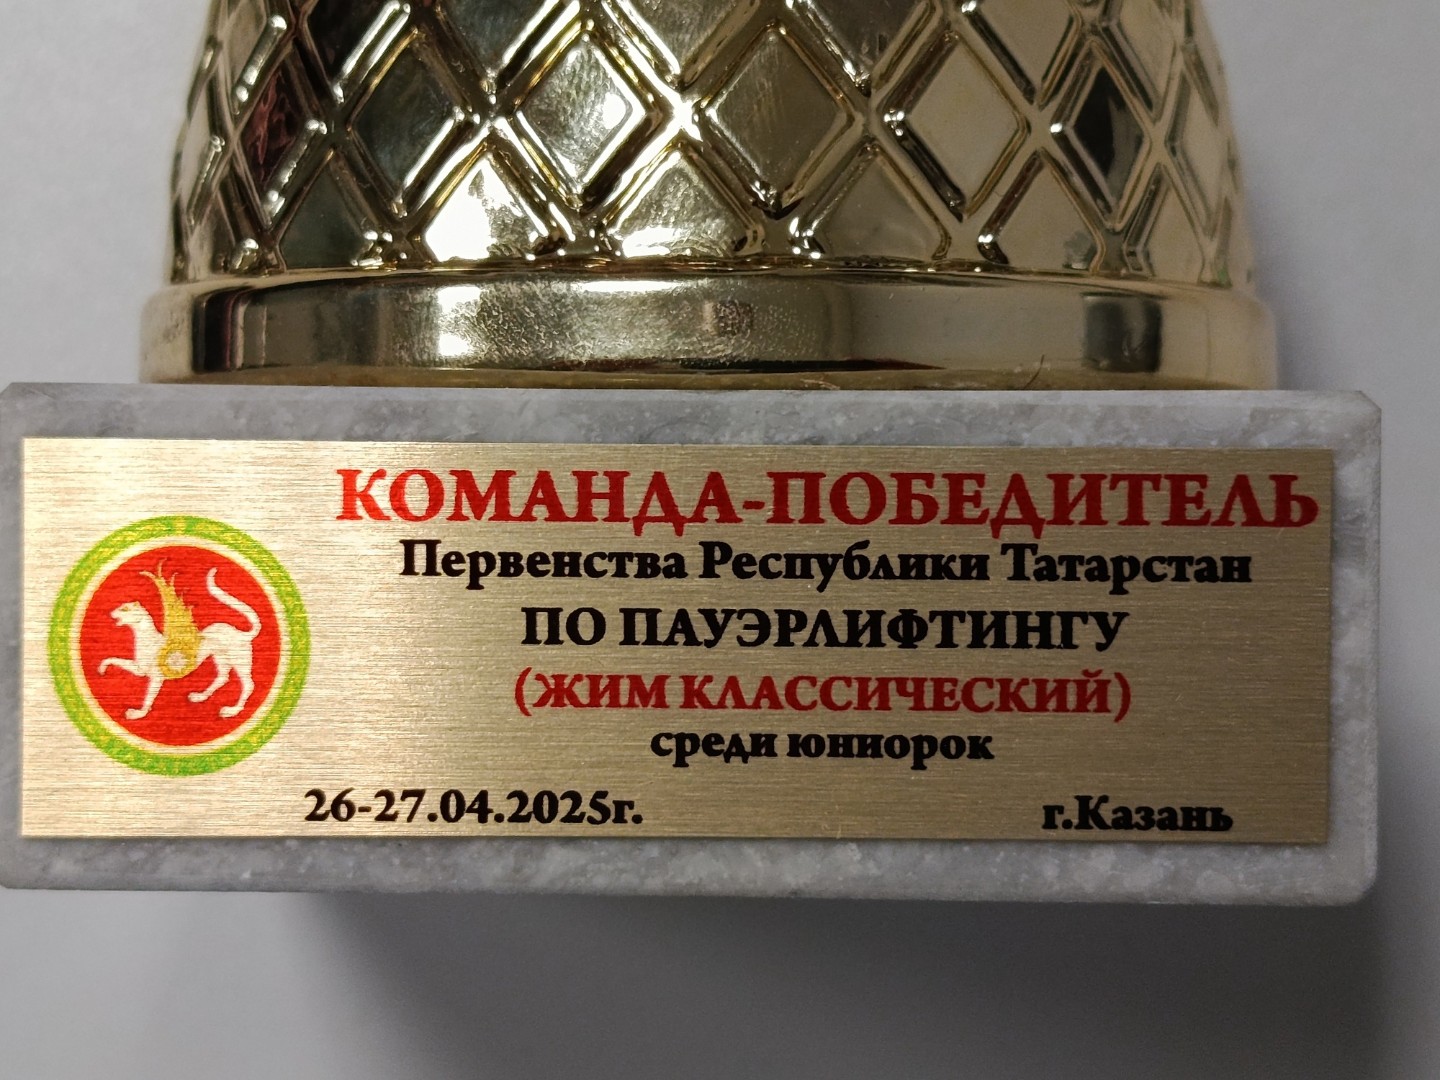 КОМАНДА-ПОБЕДИТЕЛЬ
Первенства Республики Татарстан
ПО ПАУЭРЛИФТИНГУ
(ЖИМ КЛАССИЧЕСКИЙ)
среди юниорок
26-27.04.2025г. г.Казань